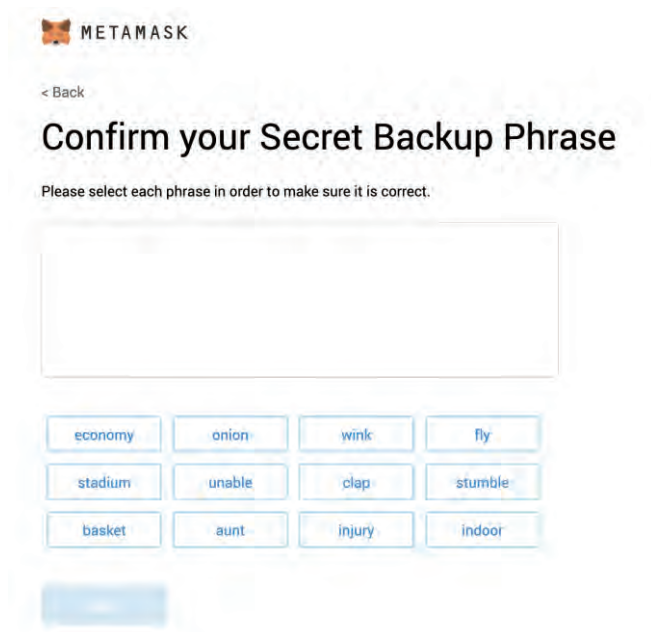 METAMASK
< Back
Confirm your Secret Backup Phrase
Please select each phrase in order to make sure it is correct.
economy onion wink fly
stadium unable clap stumble
basket aunt injury indoor